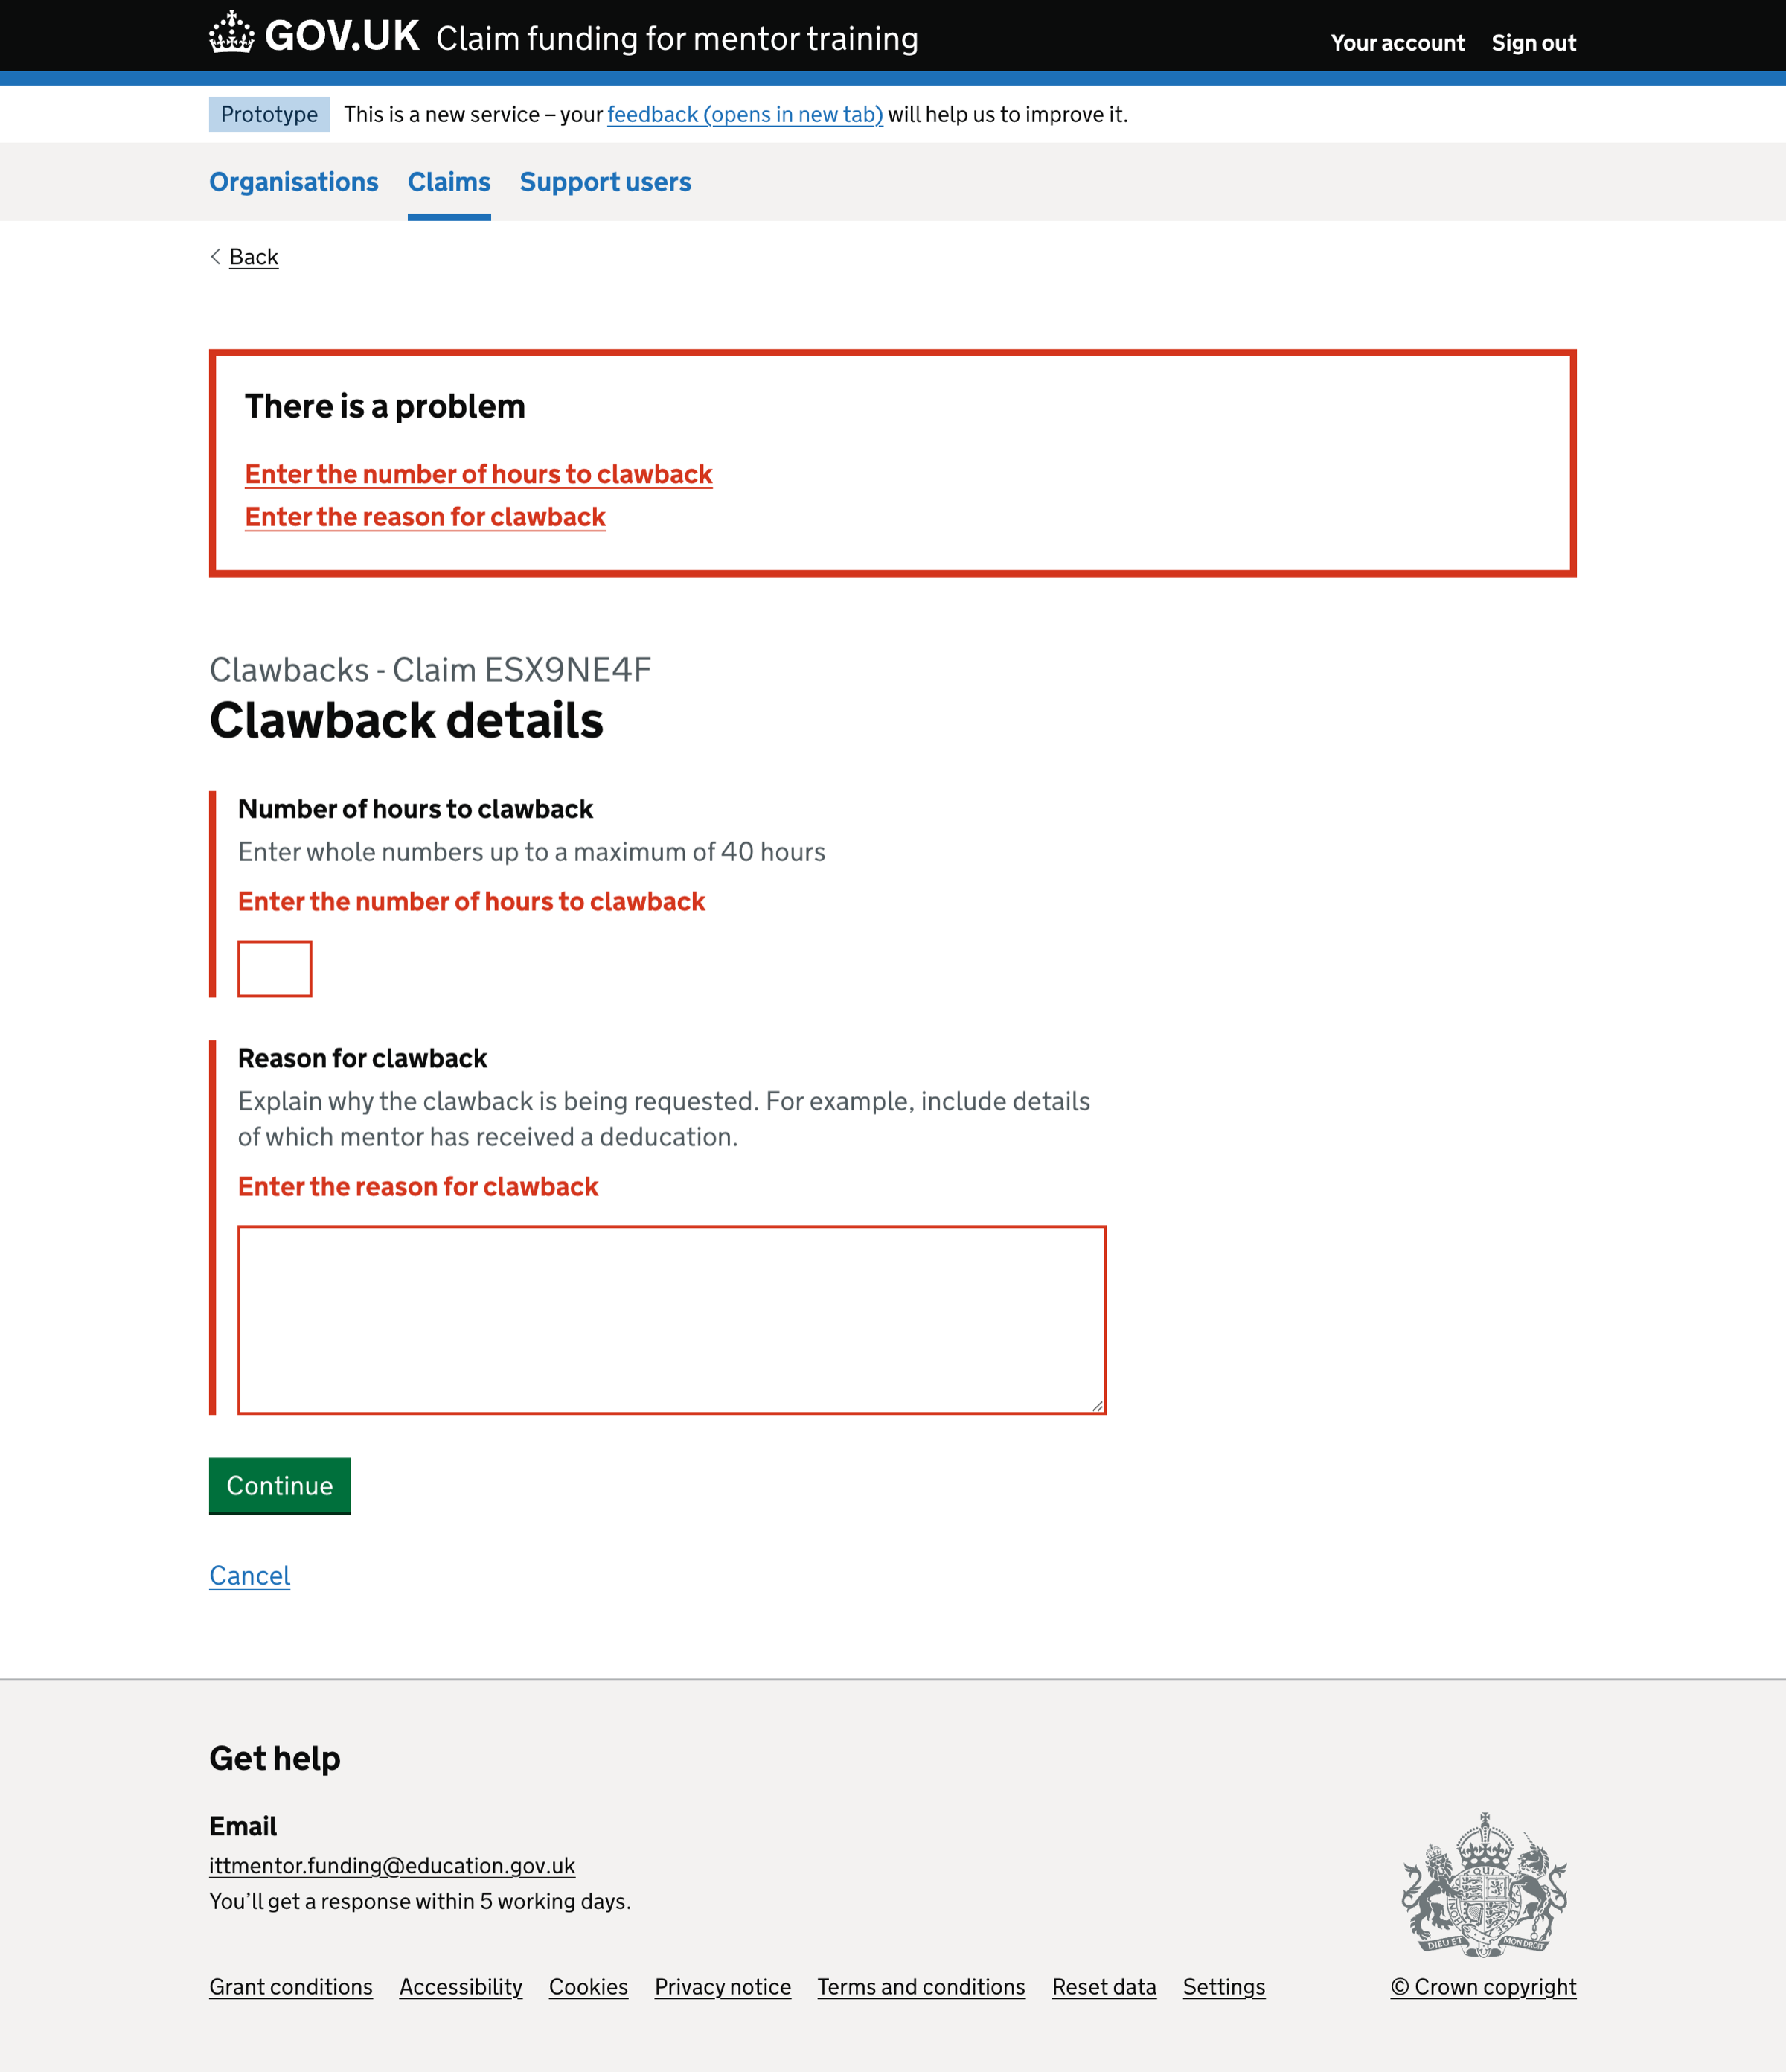 GOV.UK Claim funding for mentor training
Your account Sign out
Prototype This is a new service – your feedback (opens in new tab) will help us to improve it.
Organisations Claims Support users
Back
There is a problem
Enter the number of hours to clawback
Enter the reason for clawback
Clawbacks - Claim ESX9NE4F
Clawback details
Number of hours to clawback
Enter whole numbers up to a maximum of 40 hours
Enter the number of hours to clawback
Reason for clawback
Explain why the clawback is being requested. For example, include details
of which mentor has received a deducation.
Enter the reason for clawback
Continue
Cancel
Get help
Email
ittmentor.funding@education.gov.uk
You’ll get a response within 5 working days.
DIEU ET MON DROIT
Grant conditions Accessibility Cookies Privacy notice Terms and conditions Reset data Settings
© Crown copyright